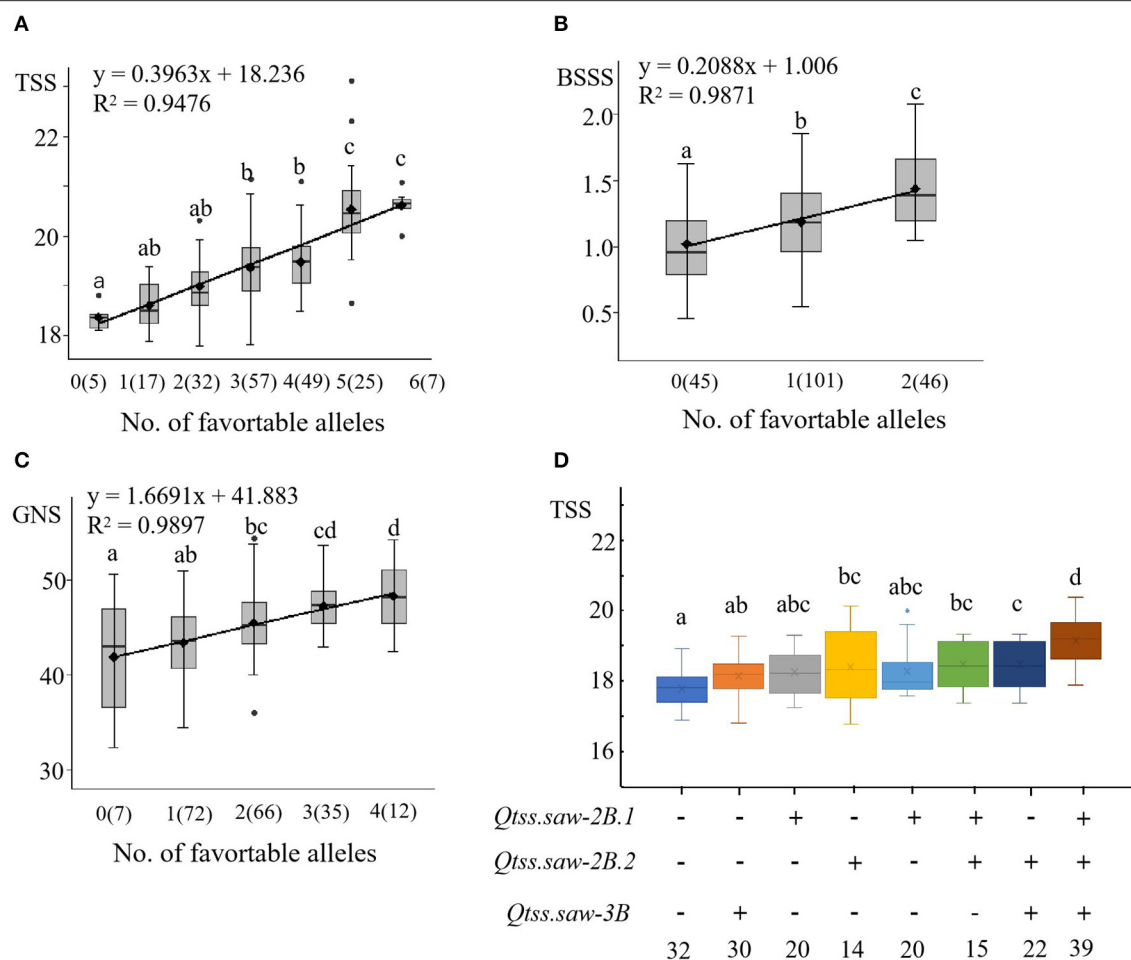 A
TSS
y = 0.3963x + 18.236
R² = 0.9476
22
20
18
a ab ab b b c c
0(5) 1(17) 2(32) 3(57) 4(49) 5(25) 6(7)
No. of favortable alleles
B
BSSS
y = 0.2088x + 1.006
R² = 0.9871
2.0
1.5
1.0
0.5
a b c
0(45) 1(101) 2(46)
No. of favortable alleles
C
GNS
y = 1.6691x + 41.883
R² = 0.9897
50
40
30
a ab bc cd d
0(7) 1(72) 2(66) 3(35) 4(12)
No. of favortable alleles
D
TSS
22
20
18
16
a ab abc bc abc bc c d
Qtss.saw-2B.1 - - + - + + - +
Qtss.saw-2B.2 - - - + - + + +
Qtss.saw-3B - + - - - - + +
32 30 20 14 20 15 22 39